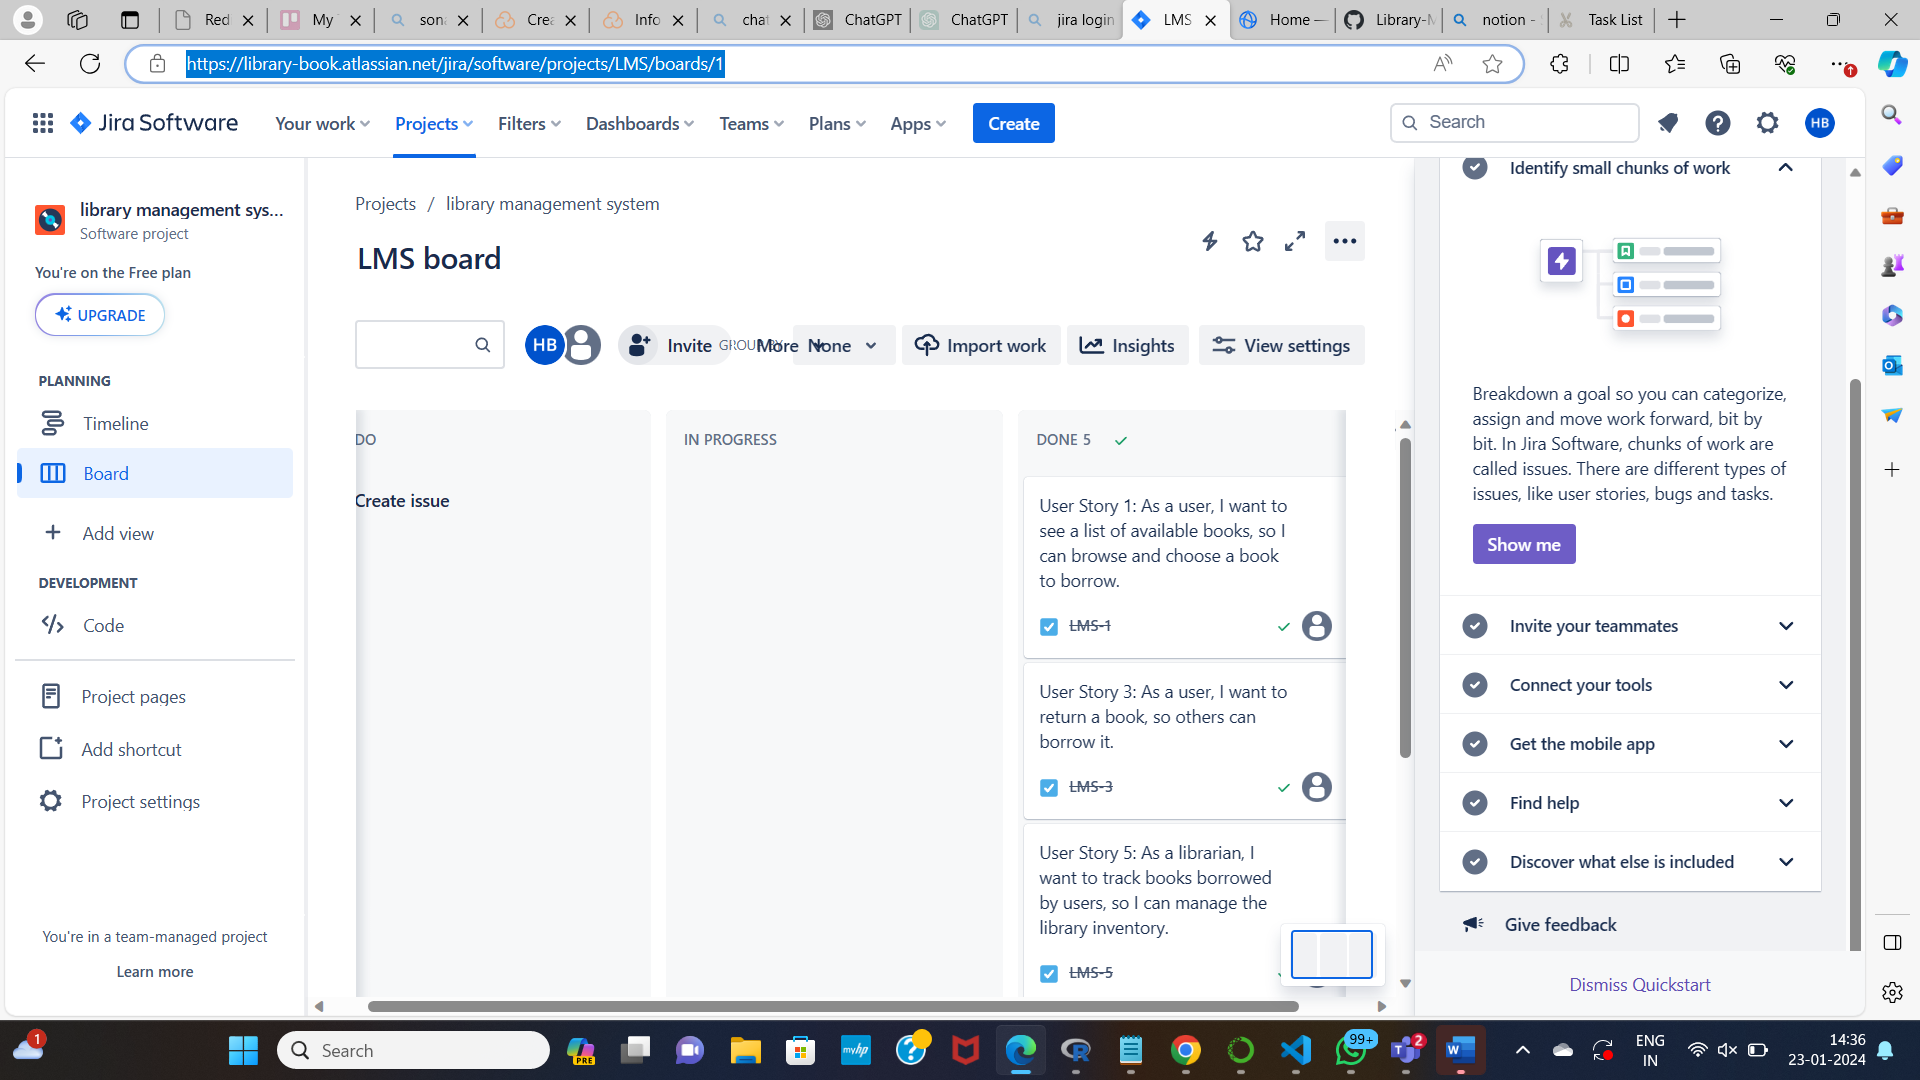 Red
My
son
Crea
Info
chat
ChatGPT
ChatGPT
jira login
LMS
Home —
Library-M
notion -
Task List
https://library-book.atlassian.net/jira/software/projects/LMS/boards/1
Jira Software
Your work
Projects
Filters
Dashboards
Teams
Plans
Apps
Create
Search
HB
library management sys...
Software project
You're on the Free plan
UPGRADE
PLANNING
Timeline
Board
Add view
DEVELOPMENT
Code
Project pages
Add shortcut
Project settings
You're in a team-managed project
Learn more
Projects / library management system
LMS board
HB
Invite
GROUP BY
More
None
Import work
Insights
View settings
DO
Create issue
IN PROGRESS
DONE 5
User Story 1: As a user, I want to
see a list of available books, so I
can browse and choose a book
to borrow.
LMS-1
User Story 3: As a user, I want to
return a book, so others can
borrow it.
LMS-3
User Story 5: As a librarian, I
want to track books borrowed
by users, so I can manage the
library inventory.
LMS-5
Identify small chunks of work
Breakdown a goal so you can categorize,
assign and move work forward, bit by
bit. In Jira Software, chunks of work are
called issues. There are different types of
issues, like user stories, bugs and tasks.
Show me
Invite your teammates
Connect your tools
Get the mobile app
Find help
Discover what else is included
Give feedback
Dismiss Quickstart
1
Search
PRE
myhp
99+
2
ENG
IN
14:36
23-01-2024